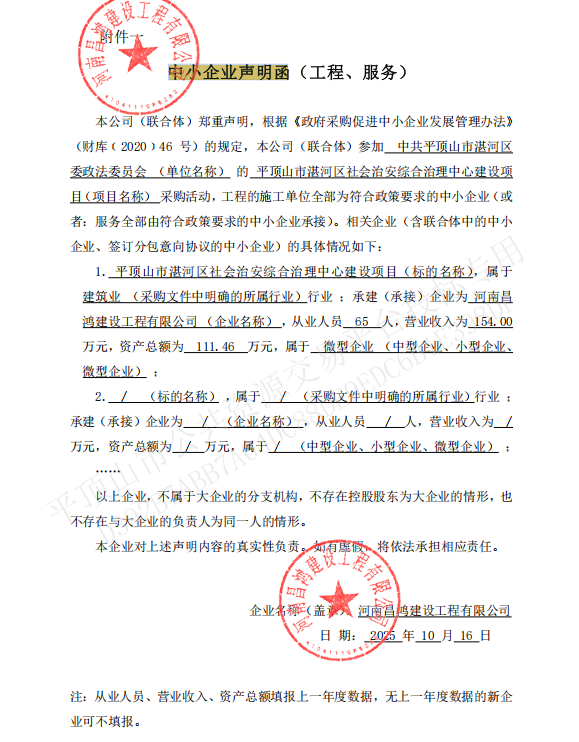 附件一
中小企业声明函（工程、服务）
本公司（联合体）郑重声明，根据《政府采购促进中小企业发展管理办法》
（财库﹝2020﹞46 号）的规定，本公司（联合体）参加 中共平顶山市湛河区
委政法委员会 （单位名称） 的 平顶山市湛河区社会治安综合治理中心建设项
目(项目名称) 采购活动，工程的施工单位全部为符合政策要求的中小企业（或
者：服务全部由符合政策要求的中小企业承接）。相关企业（含联合体中的中小
企业、签订分包意向协议的中小企业）的具体情况如下：
1. 平顶山市湛河区社会治安综合治理中心建设项目（标的名称），属于
建筑业 （采购文件中明确的所属行业）行业 ；承建（承接）企业为 河南昌
鸿建设工程有限公司 （企业名称），从业人员 65 人，营业收入为 154.00
万元，资产总额为 111.46 万元，属于 微型企业 （中型企业、小型企业、
微型企业） ；
2. / （标的名称） ，属于 / （采购文件中明确的所属行业）行业 ；
承建（承接）企业为 / （企业名称） ，从业人员 / 人，营业收入为 /
万元，资产总额为 / 万元，属于 / （中型企业、小型企业、微型企业） ；
……
以上企业，不属于大企业的分支机构，不存在控股股东为大企业的情形，也
不存在与大企业的负责人为同一人的情形。
本企业对上述声明内容的真实性负责。如有虚假，将依法承担相应责任。
企业名称（盖章）：河南昌鸿建设工程有限公司
日 期： 2025 年 10 月 16 日
注：从业人员、营业收入、资产总额填报上一年度数据，无上一年度数据的新企
业可不填报。
河南昌鸿建设工程有限公司
河南昌鸿建设工程有限公司